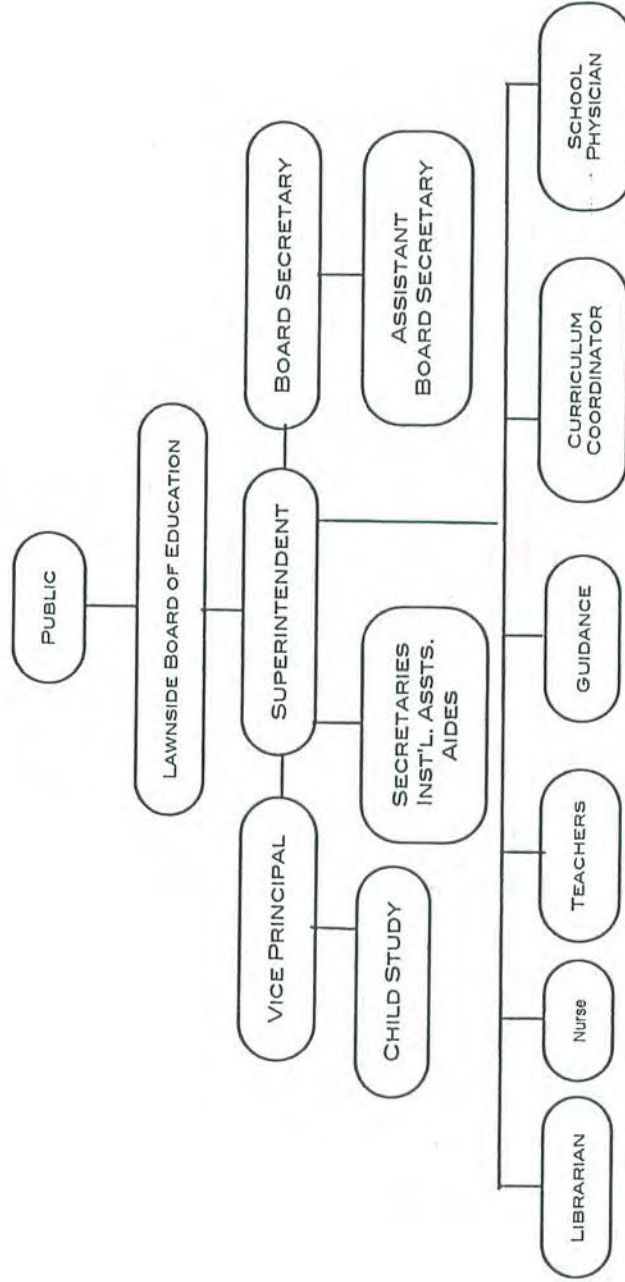 PUBLIC
LAWNSIDE BOARD OF EDUCATION
VICE PRINCIPAL
SUPERINTENDENT
BOARD SECRETARY
CHILD STUDY
SECRETARIES
INST'L. ASSTS.
AIDES
ASSISTANT
BOARD SECRETARY
LIBRARIAN
Nurse
TEACHERS
GUIDANCE
CURRICULUM
COORDINATOR
SCHOOL
PHYSICIAN